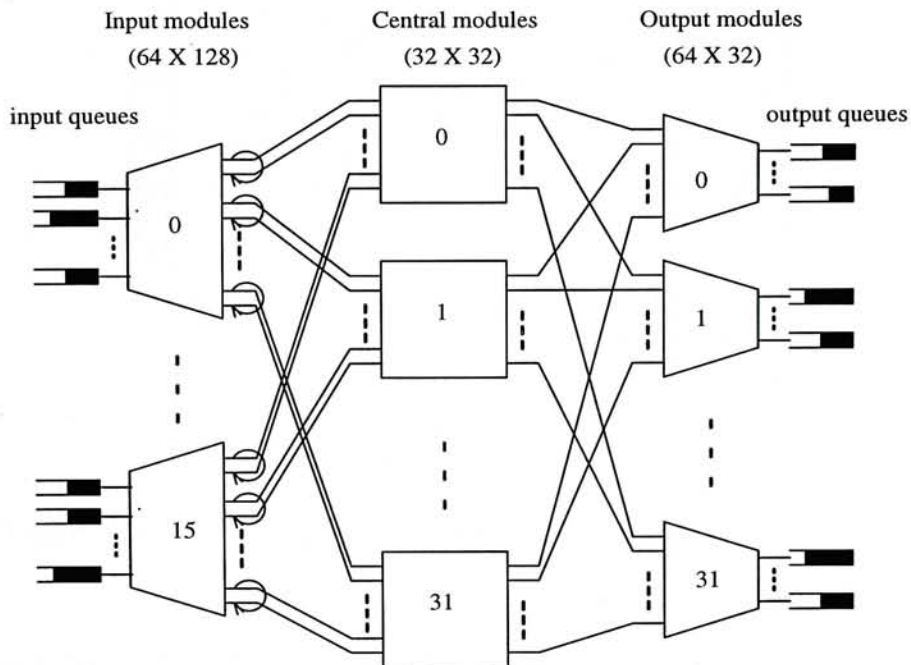 Input modules
(64 X 128)
Central modules
(32 X 32)
Output modules
(64 X 32)
input queues
output queues
0
15
0
1
31
0
1
31